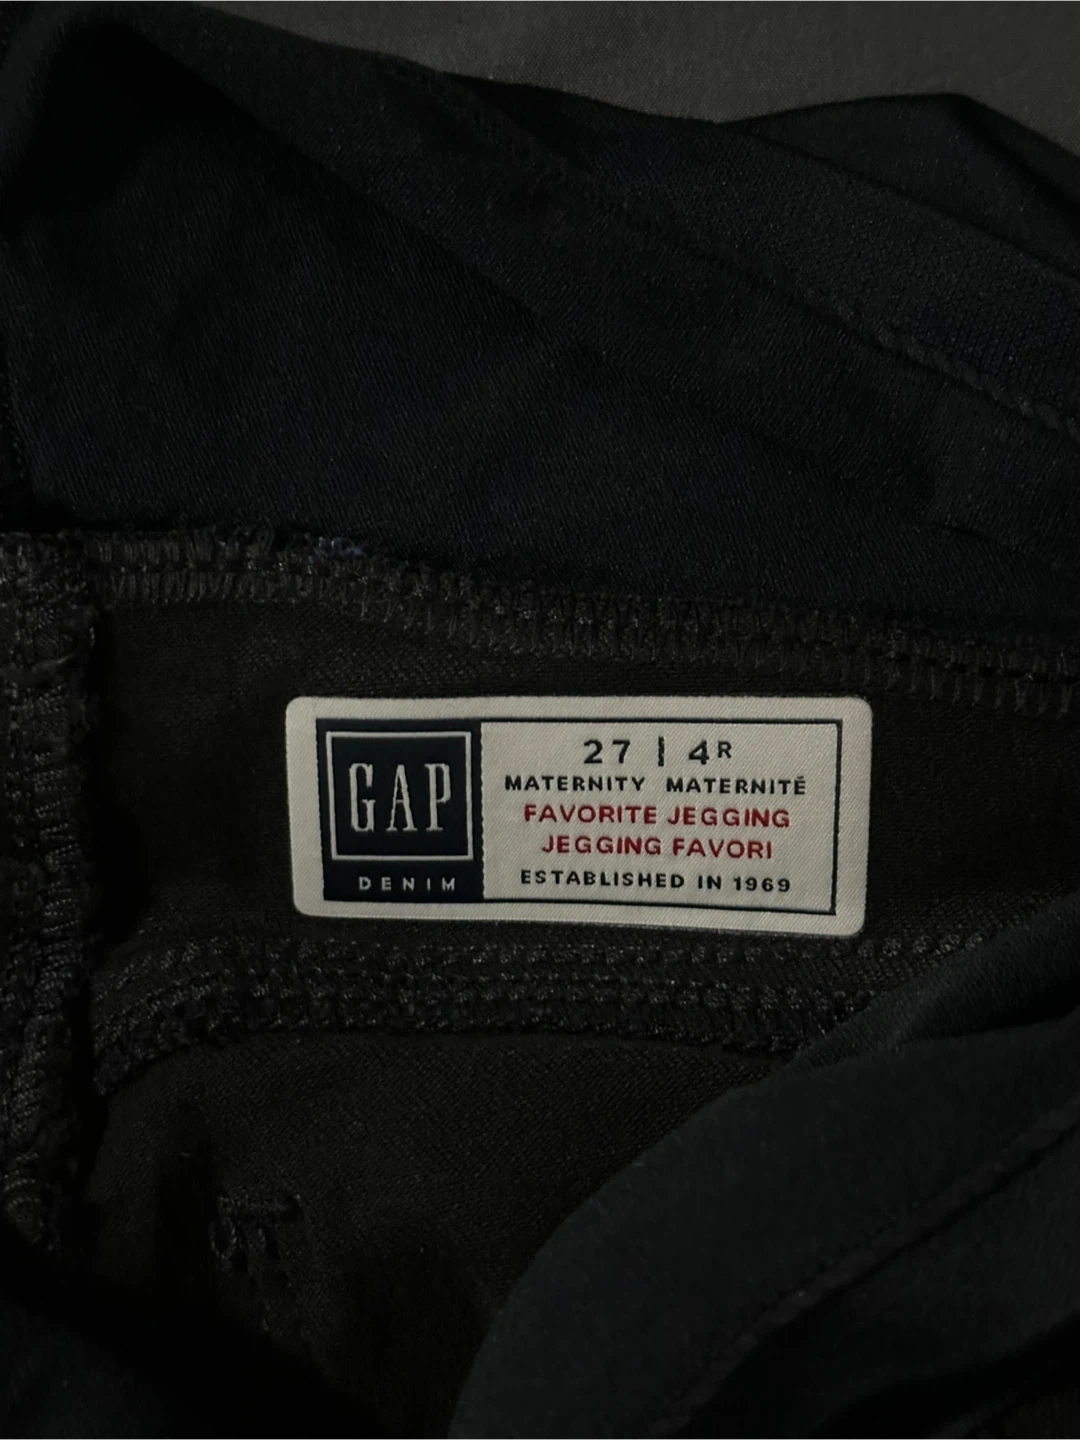 GAP
DENIM
27 | 4R
MATERNITY MATERNITÉ
FAVORITE JEGGING
JEGGING FAVORI
ESTABLISHED IN 1969